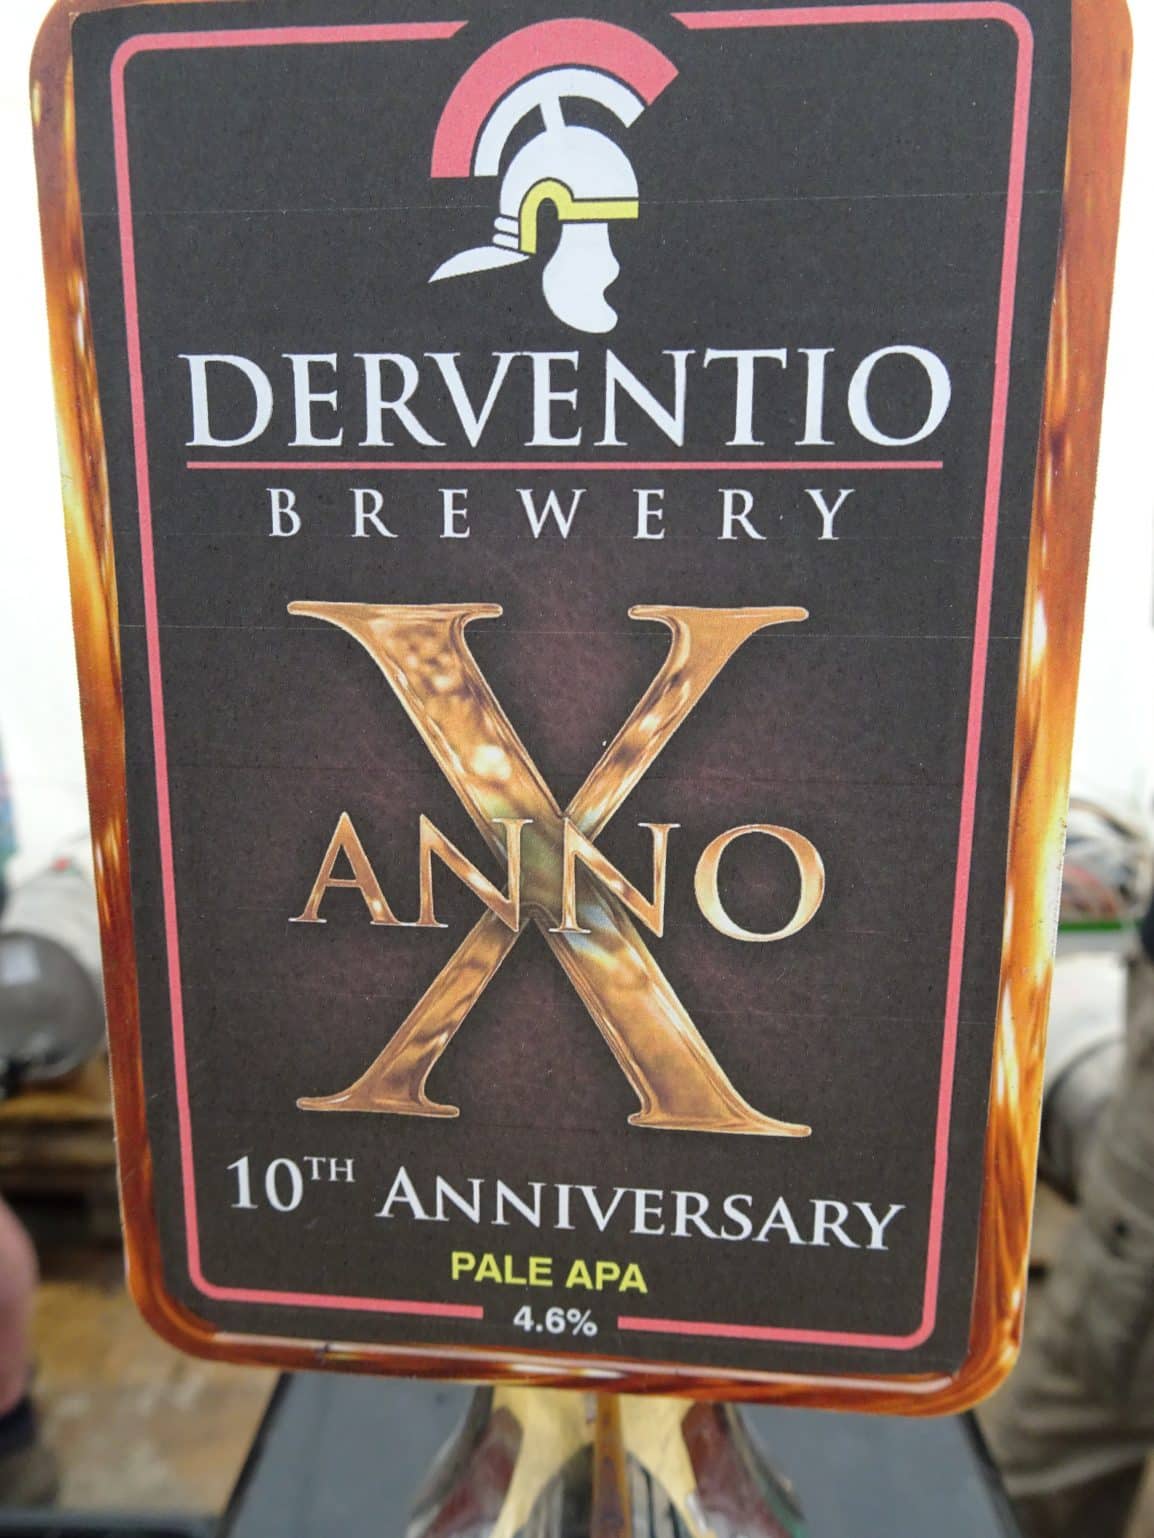 DERVENTIO
BREWERY
X
ANNO
10TH ANNIVERSARY
PALE APA
4.6%